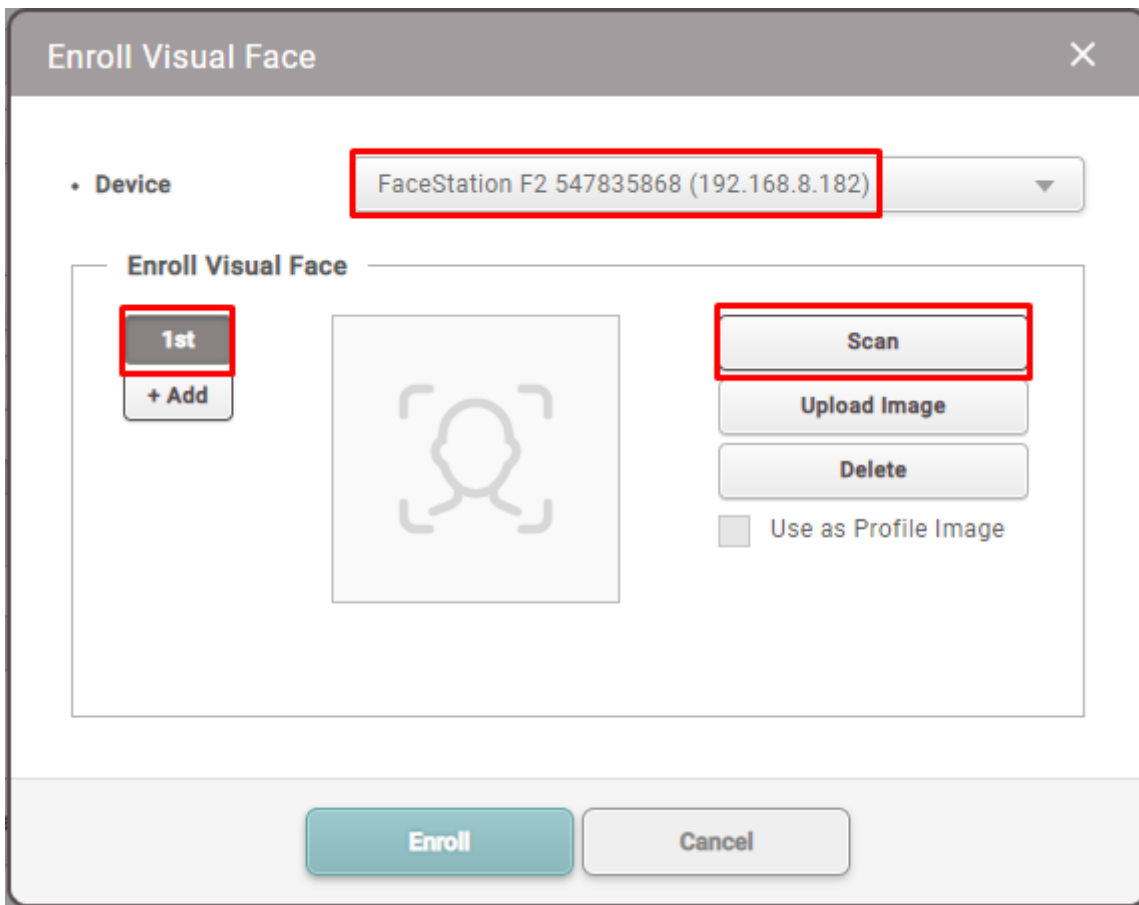 Enroll Visual Face
• Device
FaceStation F2 547835868 (192.168.8.182)
Enroll Visual Face
1st
+ Add
Scan
Upload Image
Delete
Use as Profile Image
Enroll
Cancel